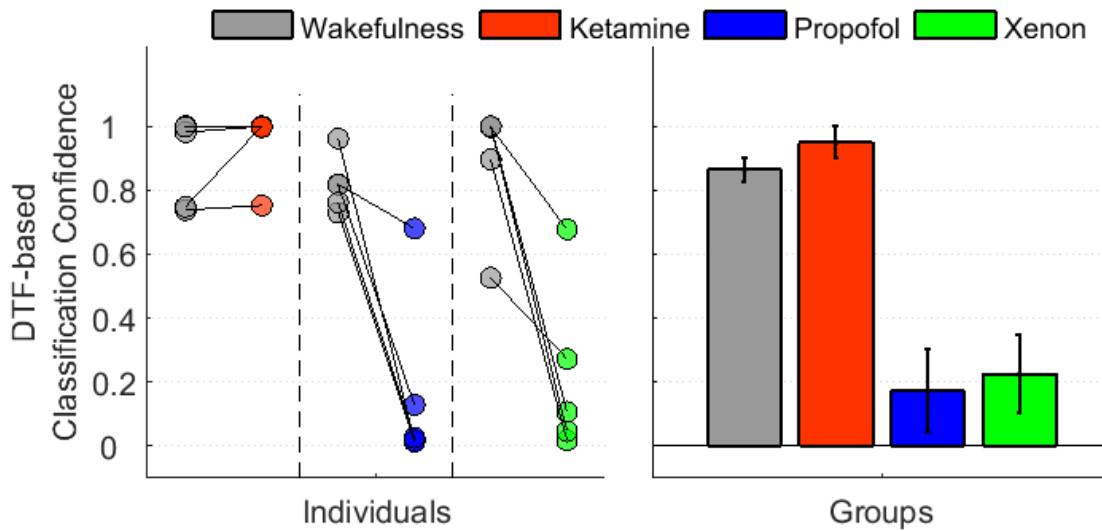 Wakefulness Ketamine Propofol Xenon
DTF-based
Classification Confidence
1
0.8
0.6
0.4
0.2
0
Individuals
Groups